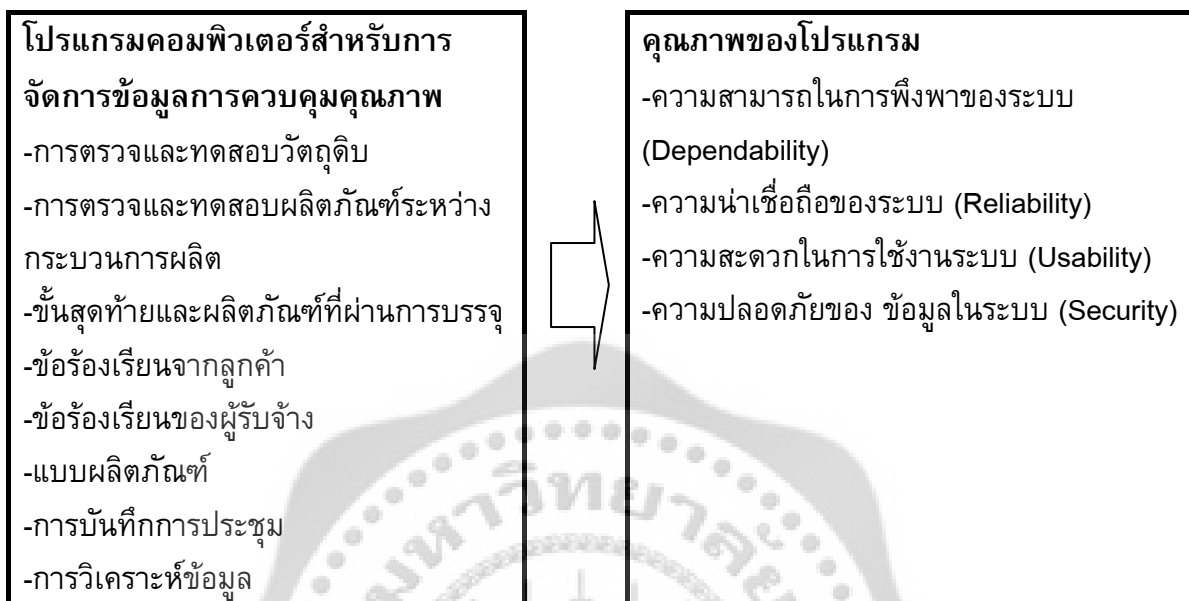 โปรแกรมคอมพิวเตอร์สำหรับการ
จัดการข้อมูลการควบคุมคุณภาพ
-การตรวจและทดสอบวัตถุดิบ
-การตรวจและทดสอบผลิตภัณฑ์ระหว่าง
กระบวนการผลิต
-ขั้นสุดท้ายและผลิตภัณฑ์ที่ผ่านการบรรจุ
-ข้อร้องเรียนจากลูกค้า
-ข้อร้องเรียนของผู้รับจ้าง
-แบบผลิตภัณฑ์
-การบันทึกการประชุม
-การวิเคราะห์ข้อมูล
คุณภาพของโปรแกรม
-ความสามารถในการพึงพาของระบบ
(Dependability)
-ความน่าเชื่อถือของระบบ (Reliability)
-ความสะดวกในการใช้งานระบบ (Usability)
-ความปลอดภัยของ ข้อมูลในระบบ (Security)